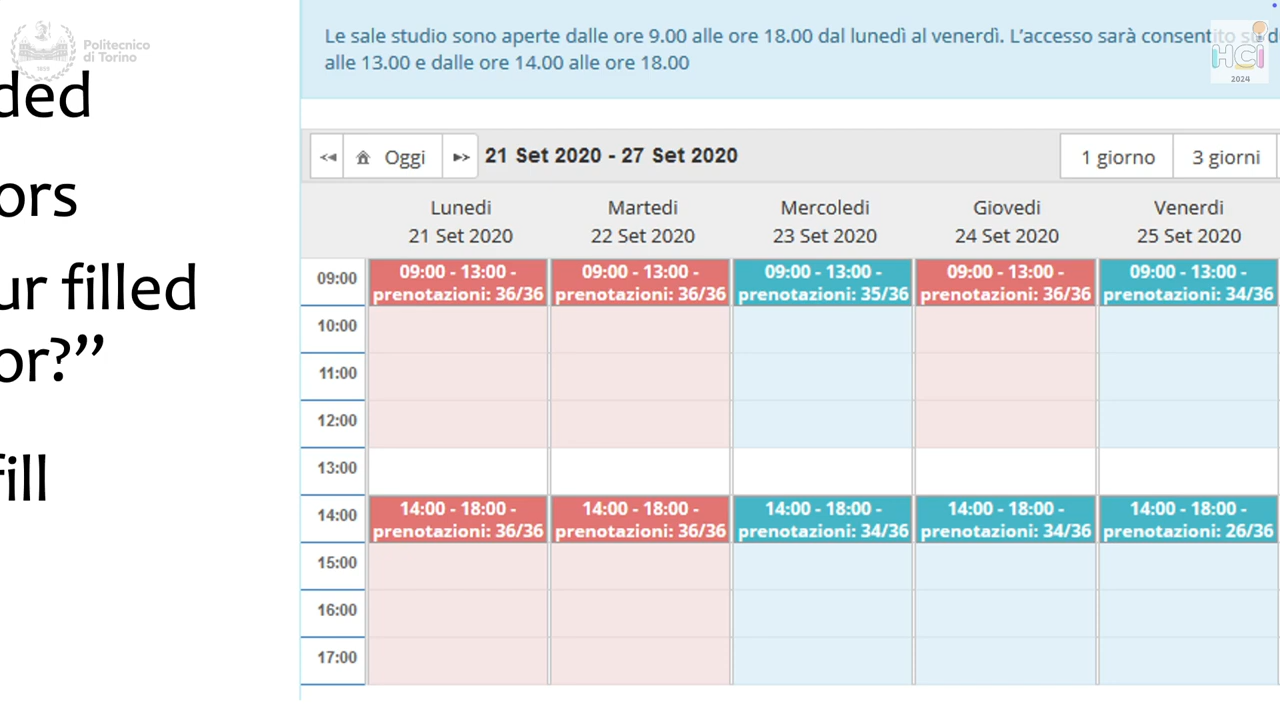 Politecnico
di Torino
1859
ded
ors
ur filled
or?”
fill
Le sale studio sono aperte dalle ore 9.00 alle ore 18.00 dal lunedì al venerdì. L’accesso sarà consentito su d
alle 13.00 e dalle ore 14.00 alle ore 18.00
HCI
2024
Oggi
21 Set 2020 - 27 Set 2020
1 giorno
3 giorni
Lunedi
21 Set 2020
Martedi
22 Set 2020
Mercoledi
23 Set 2020
Giovedi
24 Set 2020
Venerdi
25 Set 2020
09:00
09:00 - 13:00 -
prenotazioni: 36/36
09:00 - 13:00 -
prenotazioni: 36/36
09:00 - 13:00 -
prenotazioni: 35/36
09:00 - 13:00 -
prenotazioni: 36/36
09:00 - 13:00 -
prenotazioni: 34/36
10:00
11:00
12:00
13:00
14:00
14:00 - 18:00 -
prenotazioni: 36/36
14:00 - 18:00 -
prenotazioni: 36/36
14:00 - 18:00 -
prenotazioni: 34/36
14:00 - 18:00 -
prenotazioni: 34/36
14:00 - 18:00 -
prenotazioni: 26/36
15:00
16:00
17:00